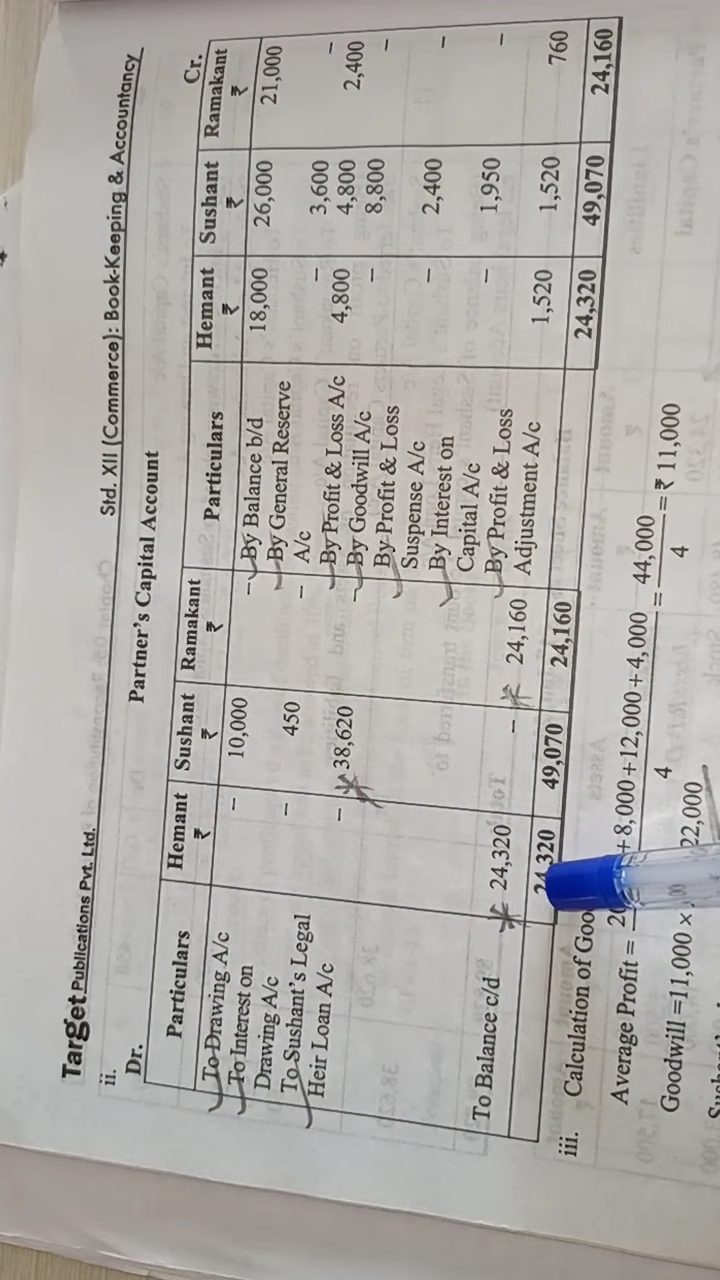 Target Publications Pvt. Ltd. Std. XII (Commerce): Book-Keeping & Accountancy
ii. Partner's Capital Account
Dr. Cr.
Particulars Hemant ₹ Sushant ₹ Ramakant ₹ Particulars Hemant ₹ Sushant ₹ Ramakant ₹
To Drawing A/c – 10,000 – By Balance b/d 18,000 26,000 21,000
To Interest on Drawing A/c – 450 – By General Reserve A/c – 3,600 –
To Sushant's Legal Heir Loan A/c – 38,620 – By Profit & Loss A/c 4,800 4,800 2,400
By Goodwill A/c – 8,800 –
By Profit & Loss Suspense A/c – 2,400 –
By Interest on Capital A/c – 1,950 –
To Balance c/d 24,320 – 24,160 By Profit & Loss Adjustment A/c 1,520 1,520 760
24,320 49,070 24,160 24,320 49,070 24,160
iii. Calculation of
Average Profit = +8,000+12,000+4,000 / 4 = 44,000 / 4 = ₹ 11,000
Goodwill =11,000 × 22,000